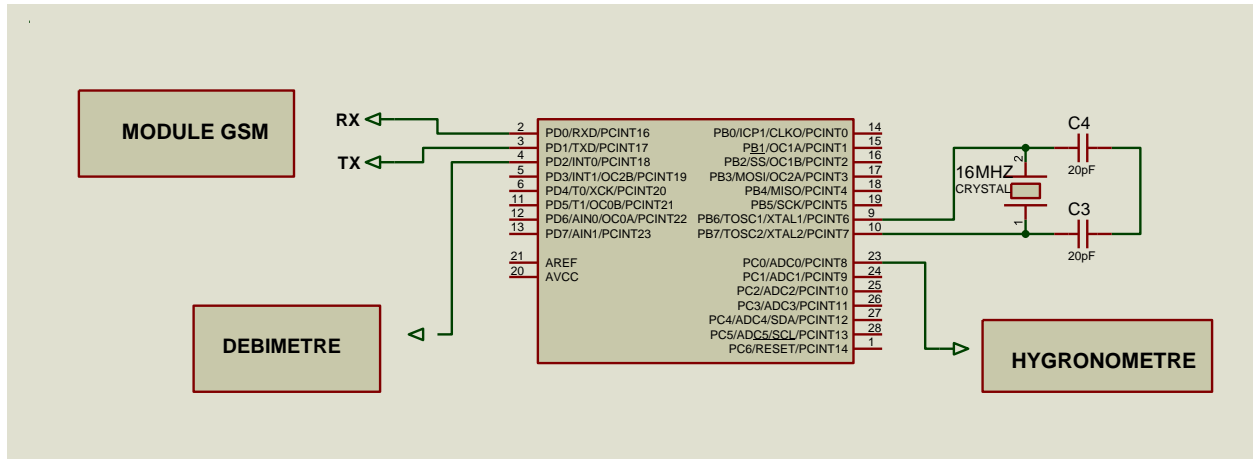 MODULE GSM
RX
TX
DEBIMETRE
2 PD0/RXD/PCINT16
3 PD1/TXD/PCINT17
4 PD2/INT0/PCINT18
5 PD3/INT1/OC2B/PCINT19
6 PD4/T0/XCK/PCINT20
11 PD5/T1/OC0B/PCINT21
12 PD6/AIN0/OC0A/PCINT22
13 PD7/AIN1/PCINT23
21 AREF
20 AVCC
PB0/ICP1/CLKO/PCINT0 14
PB1/OC1A/PCINT1 15
PB2/SS/OC1B/PCINT2 16
PB3/MOSI/OC2A/PCINT3 17
PB4/MISO/PCINT4 18
PB5/SCK/PCINT5 19
PB6/TOSC1/XTAL1/PCINT6 9
PB7/TOSC2/XTAL2/PCINT7 10
PC0/ADC0/PCINT8 23
PC1/ADC1/PCINT9 24
PC2/ADC2/PCINT10 25
PC3/ADC3/PCINT11 26
PC4/ADC4/SDA/PCINT12 27
PC5/ADC5/SCL/PCINT13 28
PC6/RESET/PCINT14 1
16MHZ
CRYSTAL
2
1
C4
20pF
C3
20pF
HYGRONOMETRE